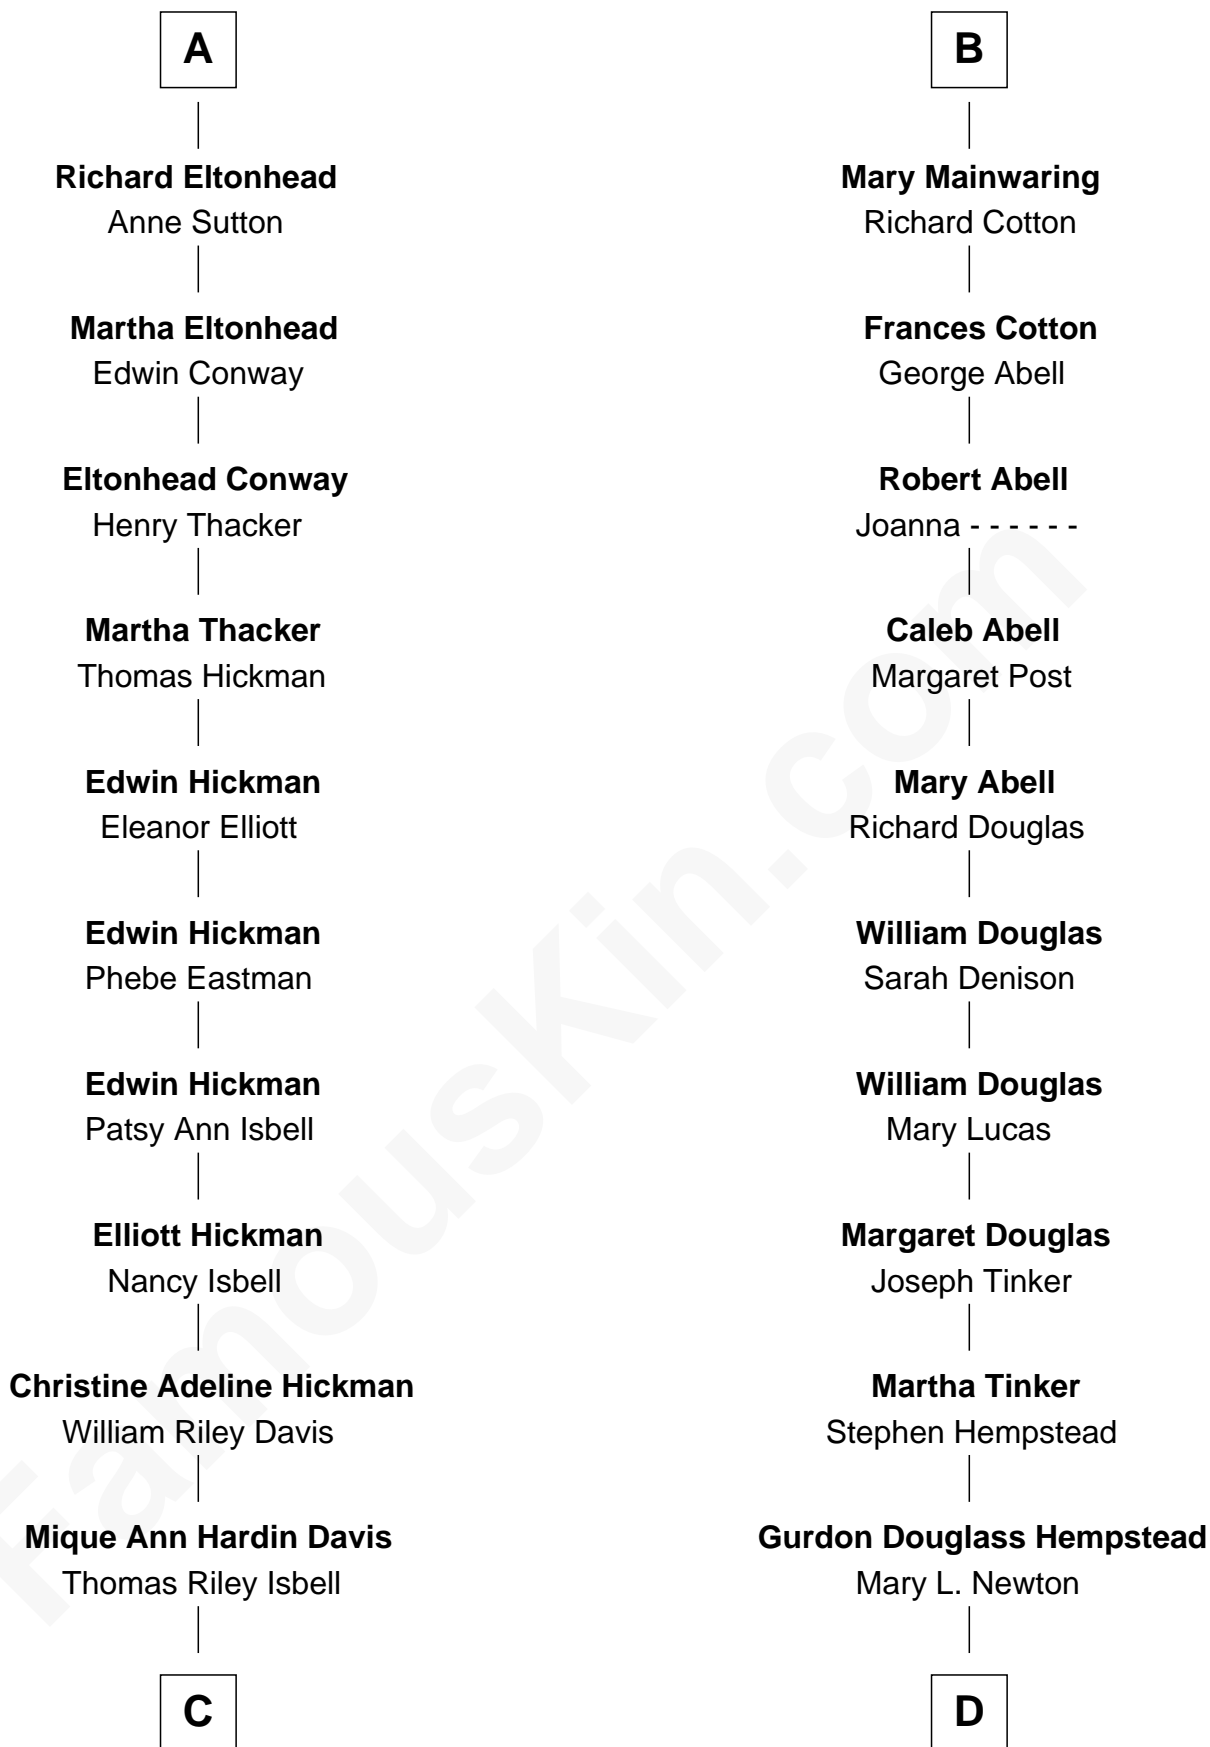 A
Richard Eltonhead
Anne Sutton
Martha Eltonhead
Edwin Conway
Eltonhead Conway
Henry Thacker
Martha Thacker
Thomas Hickman
Edwin Hickman
Eleanor Elliott
Edwin Hickman
Phebe Eastman
Edwin Hickman
Patsy Ann Isbell
Elliott Hickman
Nancy Isbell
Christine Adeline Hickman
William Riley Davis
Mique Ann Hardin Davis
Thomas Riley Isbell
C
B
Mary Mainwaring
Richard Cotton
Frances Cotton
George Abell
Robert Abell
Joanna - - - - - -
Caleb Abell
Margaret Post
Mary Abell
Richard Douglas
William Douglas
Sarah Denison
William Douglas
Mary Lucas
Margaret Douglas
Joseph Tinker
Martha Tinker
Stephen Hempstead
Gurdon Douglass Hempstead
Mary L. Newton
D
FamousKin.com